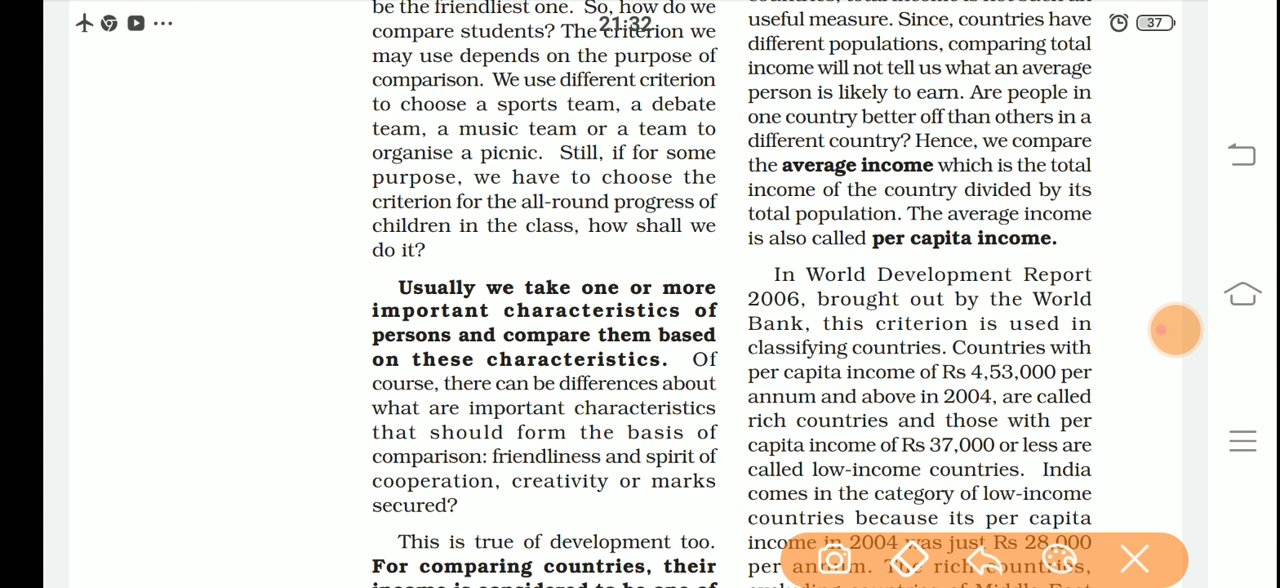 21:32
37
be the friendliest one. So, how do we
compare students? The criterion we
may use depends on the purpose of
comparison. We use different criterion
to choose a sports team, a debate
team, a music team or a team to
organise a picnic. Still, if for some
purpose, we have to choose the
criterion for the all-round progress of
children in the class, how shall we
do it?
Usually we take one or more
important characteristics of
persons and compare them based
on these characteristics. Of
course, there can be differences about
what are important characteristics
that should form the basis of
comparison: friendliness and spirit of
cooperation, creativity or marks
secured?
This is true of development too.
For comparing countries, their
income is considered to be one of
useful measure. Since, countries have
different populations, comparing total
income will not tell us what an average
person is likely to earn. Are people in
one country better off than others in a
different country? Hence, we compare
the average income which is the total
income of the country divided by its
total population. The average income
is also called per capita income.
In World Development Report
2006, brought out by the World
Bank, this criterion is used in
classifying countries. Countries with
per capita income of Rs 4,53,000 per
annum and above in 2004, are called
rich countries and those with per
capita income of Rs 37,000 or less are
called low-income countries. India
comes in the category of low-income
countries because its per capita
income in 2004 was just Rs 28,000
per annum. The rich countries,